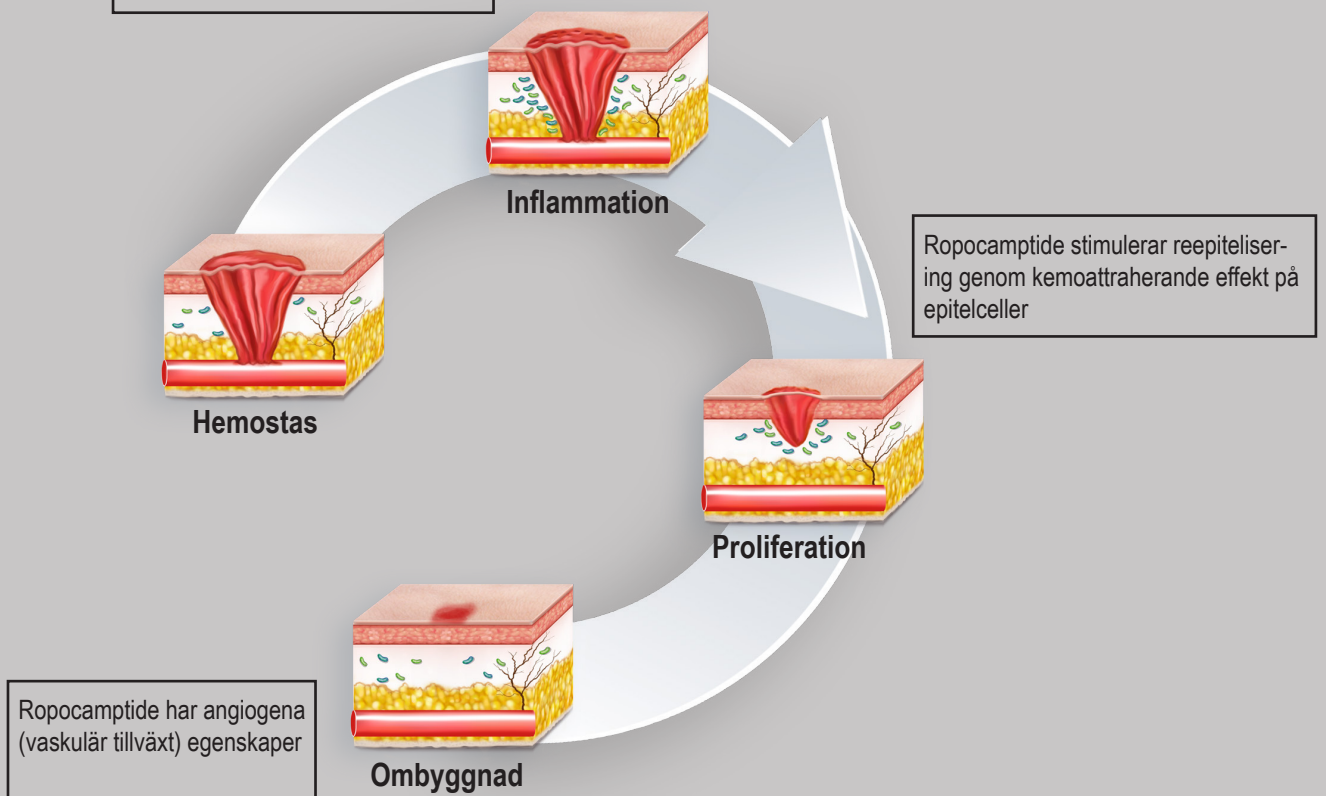 Inflammation
Ropocamptide stimulerar reepiteliser-
ing genom kemoattraherande effekt på
epitelceller
Hemostas
Proliferation
Ropocamptide har angiogena
(vaskulär tillväxt) egenskaper
Ombyggnad